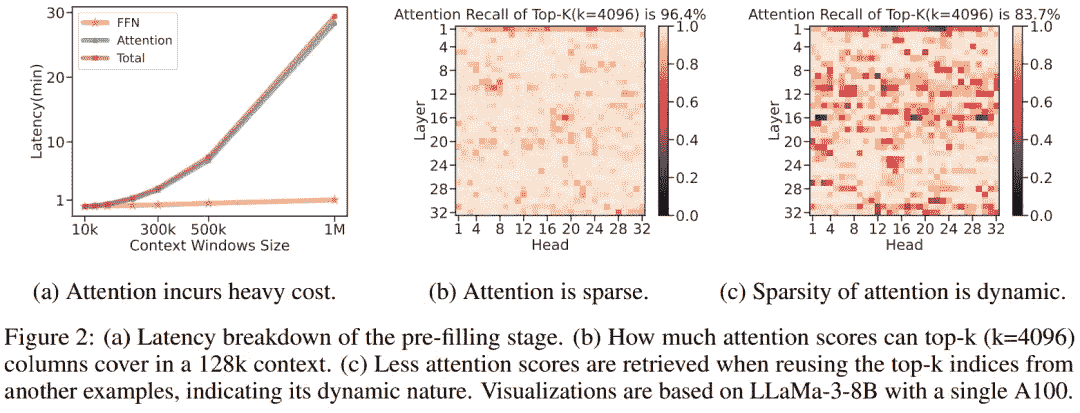 30
20
10
1
Latency(min)
FFN
Attention
Total
10k 300k 500k 1M
Context Windows Size
Attention Recall of Top-K(k=4096) is 96.4%
1
4
8
12
16
20
24
28
32
Layer
1 4 8 12 16 20 24 28 32
Head
1.0
0.8
0.6
0.4
0.2
0.0
Attention Recall of Top-K(k=4096) is 83.7%
1
4
8
12
16
20
24
28
32
Layer
1 4 8 12 16 20 24 28 32
Head
1.0
0.8
0.6
0.4
0.2
0.0
(a) Attention incurs heavy cost.
(b) Attention is sparse.
(c) Sparsity of attention is dynamic.
Figure 2: (a) Latency breakdown of the pre-filling stage. (b) How much attention scores can top-k (k=4096)
columns cover in a 128k context. (c) Less attention scores are retrieved when reusing the top-k indices from
another examples, indicating its dynamic nature. Visualizations are based on LLaMa-3-8B with a single A100.